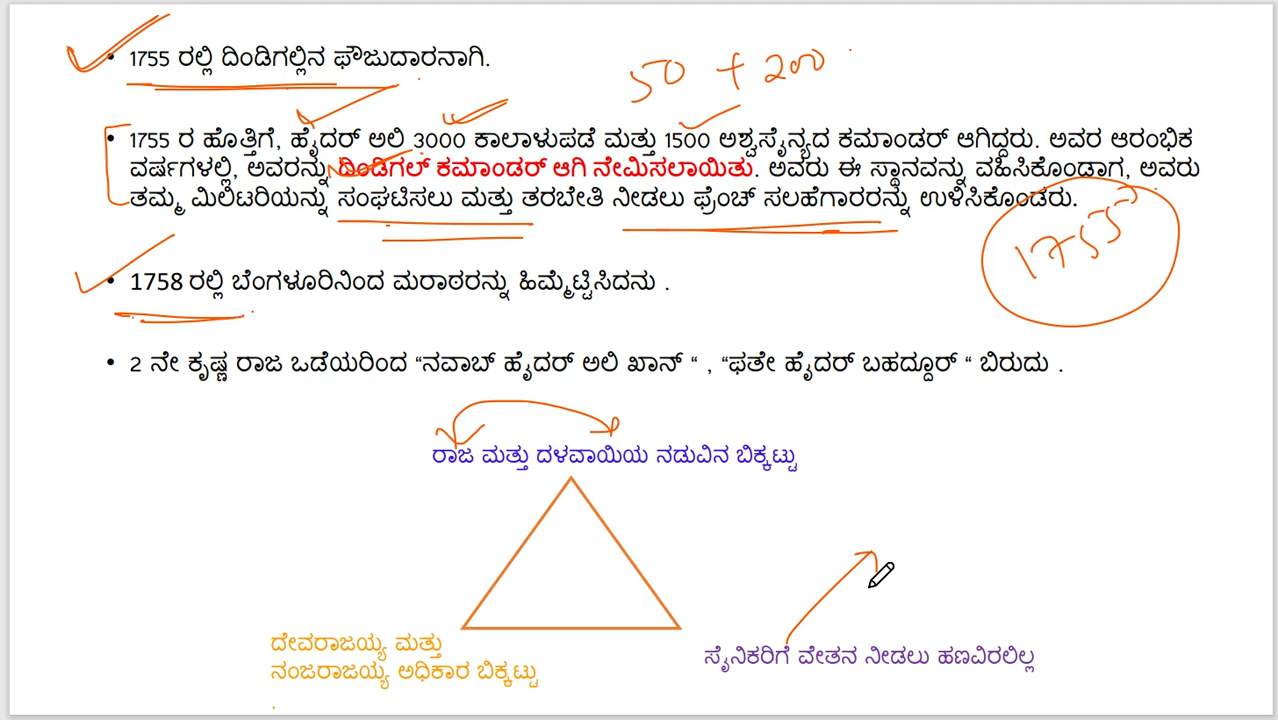 • 1755 ರಲ್ಲಿ ದಿಂಡಿಗಲ್ಲಿನ ಫೌಜುದಾರನಾಗಿ.
50 + 200
• 1755 ರ ಹೊತ್ತಿಗೆ, ಹೈದರ್ ಅಲಿ 3000 ಕಾಲಾಳುಪಡೆ ಮತ್ತು 1500 ಅಶ್ವಸೈನ್ಯದ ಕಮಾಂಡರ್ ಆಗಿದ್ದರು. ಅವರ ಆರಂಭಿಕ
ವರ್ಷಗಳಲ್ಲಿ, ಅವರನ್ನು ದಿಂಡಿಗಲ್ ಕಮಾಂಡರ್ ಆಗಿ ನೇಮಿಸಲಾಯಿತು. ಅವರು ಈ ಸ್ಥಾನವನ್ನು ವಹಿಸಿಕೊಂಡಾಗ, ಅವರು
ತಮ್ಮ ಮಿಲಿಟರಿಯನ್ನು ಸಂಘಟಿಸಲು ಮತ್ತು ತರಬೇತಿ ನೀಡಲು ಫ್ರೆಂಚ್ ಸಲಹೆಗಾರರನ್ನು ಉಳಿಸಿಕೊಂಡರು.
1755
• 1758 ರಲ್ಲಿ ಬೆಂಗಳೂರಿನಿಂದ ಮರಾಠರನ್ನು ಹಿಮ್ಮೆಟ್ಟಿಸಿದನು .
• 2 ನೇ ಕೃಷ್ಣ ರಾಜ ಒಡೆಯರಿಂದ “ನವಾಬ್ ಹೈದರ್ ಅಲಿ ಖಾನ್ “ , “ಫತೇ ಹೈದರ್ ಬಹದ್ದೂರ್ “ ಬಿರುದು .
ರಾಜ ಮತ್ತು ದಳವಾಯಿಯ ನಡುವಿನ ಬಿಕ್ಕಟ್ಟು
ದೇವರಾಜಯ್ಯ ಮತ್ತು
ನಂಜರಾಜಯ್ಯ ಅಧಿಕಾರ ಬಿಕ್ಕಟ್ಟು
.
ಸೈನಿಕರಿಗೆ ವೇತನ ನೀಡಲು ಹಣವಿರಲಿಲ್ಲ